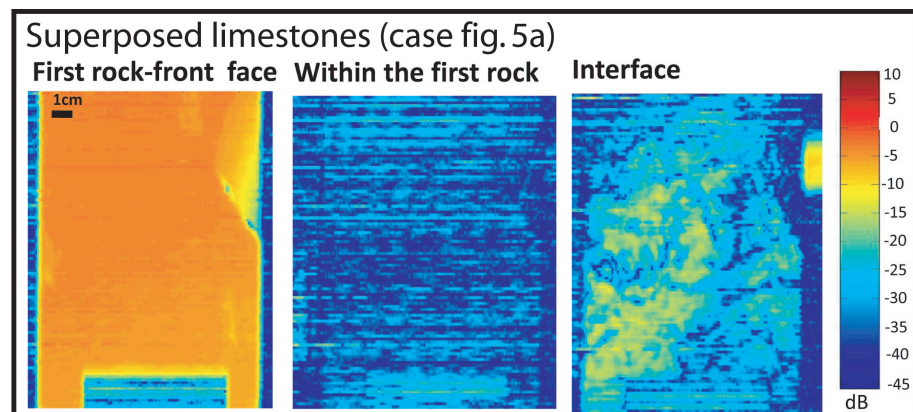 Superposed limestones (case fig. 5a)
First rock-front face
Within the first rock
Interface
1cm
10
5
0
-5
-10
-15
-20
-25
-30
-35
-40
-45
dB